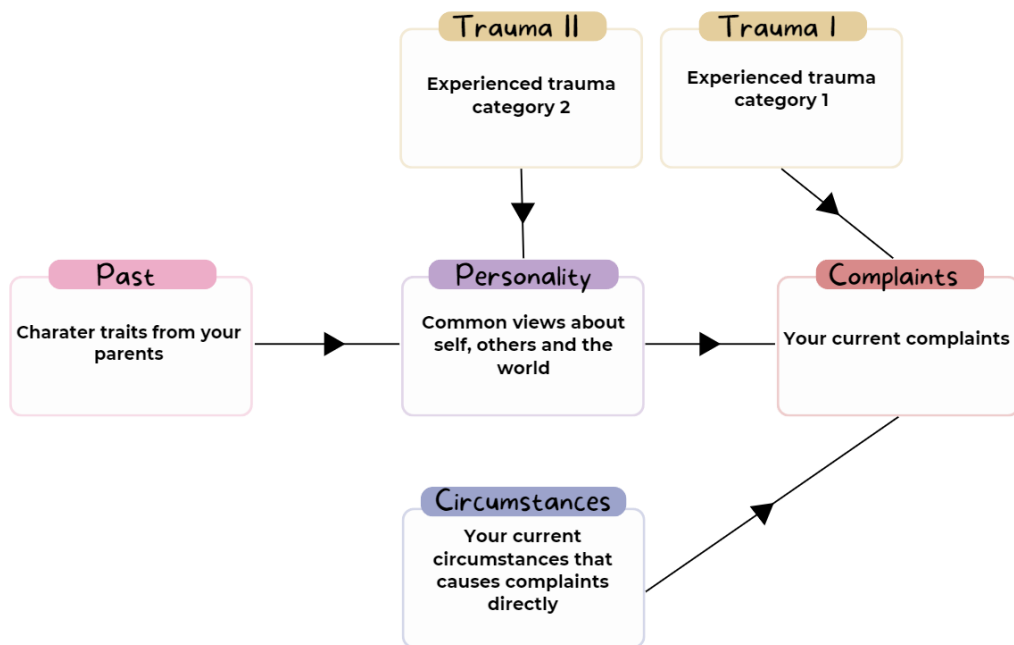 Trauma II
Experienced trauma
category 2
Trauma I
Experienced trauma
category 1
Past
Charater traits from your
parents
Personality
Common views about
self, others and the
world
Complaints
Your current complaints
Circumstances
Your current
circumstances that
causes complaints
directly